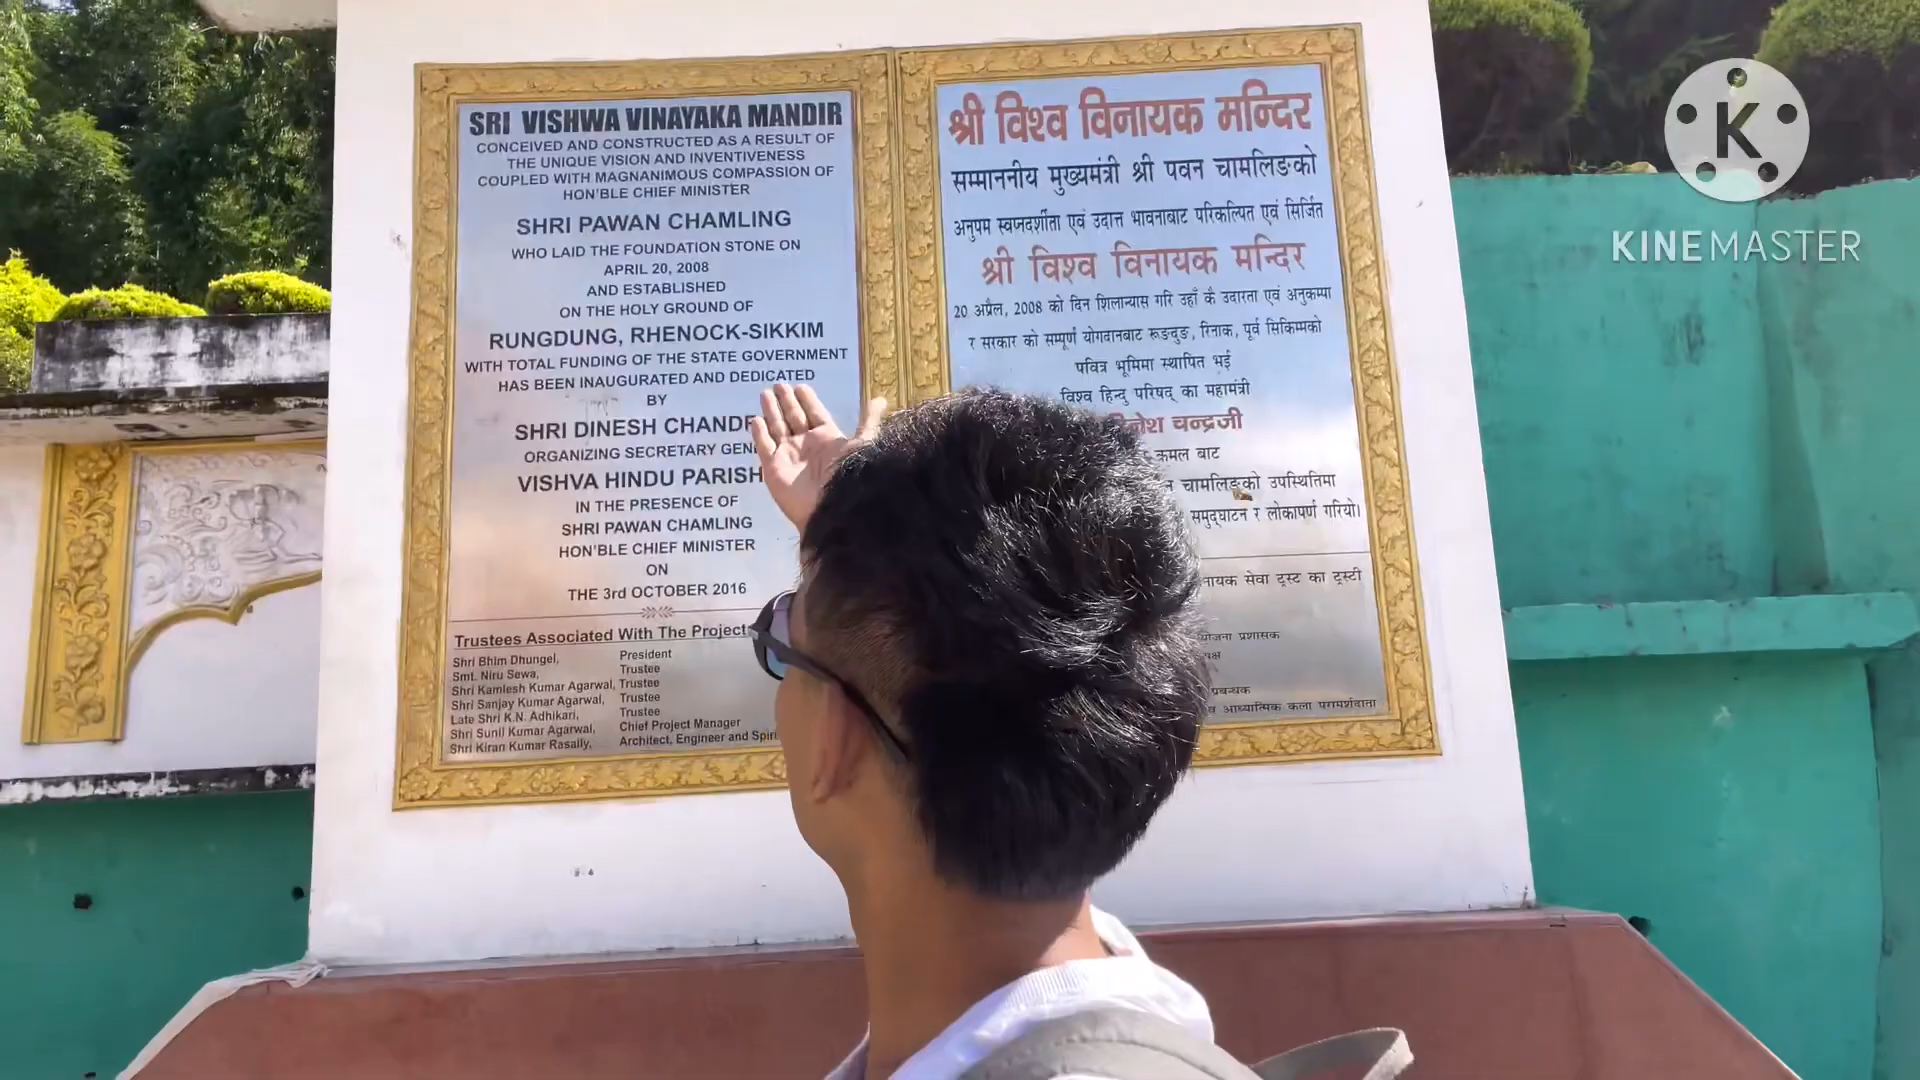 SRI VISHWA VINAYAKA MANDIR
CONCEIVED AND CONSTRUCTED AS A RESULT OF
THE UNIQUE VISION AND INVENTIVENESS
COUPLED WITH MAGNANIMOUS COMPASSION OF
HON'BLE CHIEF MINISTER
SHRI PAWAN CHAMLING
WHO LAID THE FOUNDATION STONE ON
APRIL 20, 2008
AND ESTABLISHED
ON THE HOLY GROUND OF
RUNGDUNG, RHENOCK-SIKKIM
WITH TOTAL FUNDING OF THE STATE GOVERNMENT
HAS BEEN INAUGURATED AND DEDICATED
BY
SHRI DINESH
ORGANIZING SECRETARY
VISHVA HINDU
IN THE PRESENCE OF
SHRI PAWAN CHAMLING
HON'BLE CHIEF MINISTER
ON
THE 3rd OCTOBER 2016
Trustees Associated With The Project
Shri Bhim Dhungel, President
Smt. Niru Sewa, Trustee
Shri Kamlesh Kumar Agarwal, Trustee
Shri Sanjay Kumar Agarwal, Trustee
Late Shri K.N. Adhikari, Trustee
Shri Sunil Kumar Agarwal, Chief Project Manager
Shri Kiran Kumar Rasaily, Architect, Engineer and
श्री विश्व विनायक मन्दिर
सम्माननीय मुख्यमंत्री श्री पवन चामलिङको
अनुपम स्वप्नदर्शीता एवं उदात्त भावनाबाट परिकल्पित एवं सिर्जित
श्री विश्व विनायक मन्दिर
20 अप्रैल, 2008 को दिन शिलान्यास गरि उहाँ कै उदारता एवं अनुकम्पा
र सरकार को सम्पूर्ण योगदानबाट रूङदुङ, रिनाक, पूर्व सिकिम्मको
पवित्र भूमिमा स्थापित भई
विश्व हिन्दु परिषद् का महामंत्री
चन्द्रजी
कमल बाट
चामलिङको उपस्थितिमा
समुद्घाटन र लोकार्पण गरियो।
सेवा ट्रस्ट का ट्रस्टी
प्रशासक
आध्यात्मिक कला परामर्शदाता
K
KINEMASTER